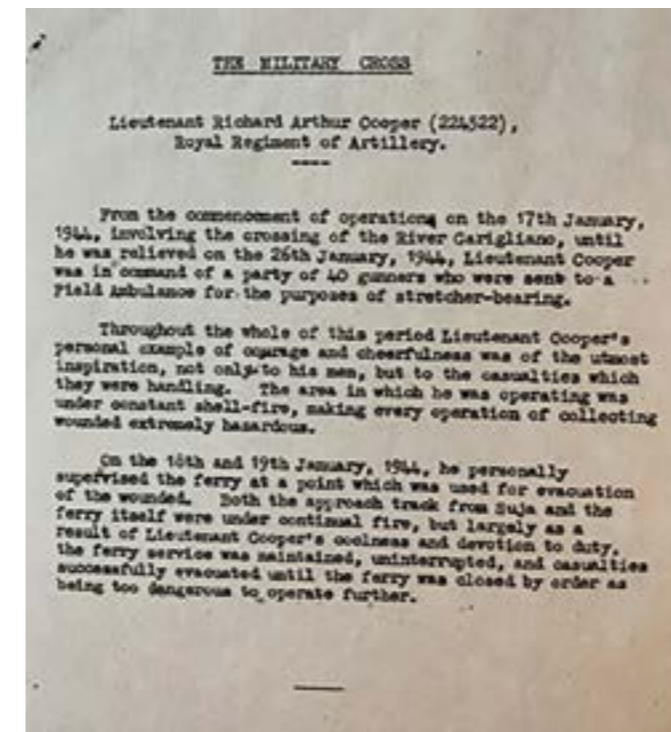 THE MILITARY CROSS
Lieutenant Richard Arthur Cooper (224522),
Royal Regiment of Artillery.
From the commencement of operations on the 17th January,
1944, involving the crossing of the River Garigliano, until
he was relieved on the 26th January, 1944, Lieutenant Cooper
was in command of a party of 40 gunners who were sent to a
Field Ambulance for the purposes of stretcher-bearing.
Throughout the whole of this period Lieutenant Cooper's
personal example of courage and cheerfulness was of the utmost
inspiration, not only to his men, but to the casualties which
they were handling. The area in which he was operating was
under constant shell-fire, making every operation of collecting
wounded extremely hazardous.
On the 18th and 19th January, 1944, he personally
supervised the ferry at a point which was used for evacuation
of the wounded. Both the approach track from Suja and the
ferry itself were under continual fire, but largely as a
result of Lieutenant Cooper's coolness and devotion to duty,
the ferry service was maintained, uninterrupted, and casualties
successfully evacuated until the ferry was closed by order as
being too dangerous to operate further.